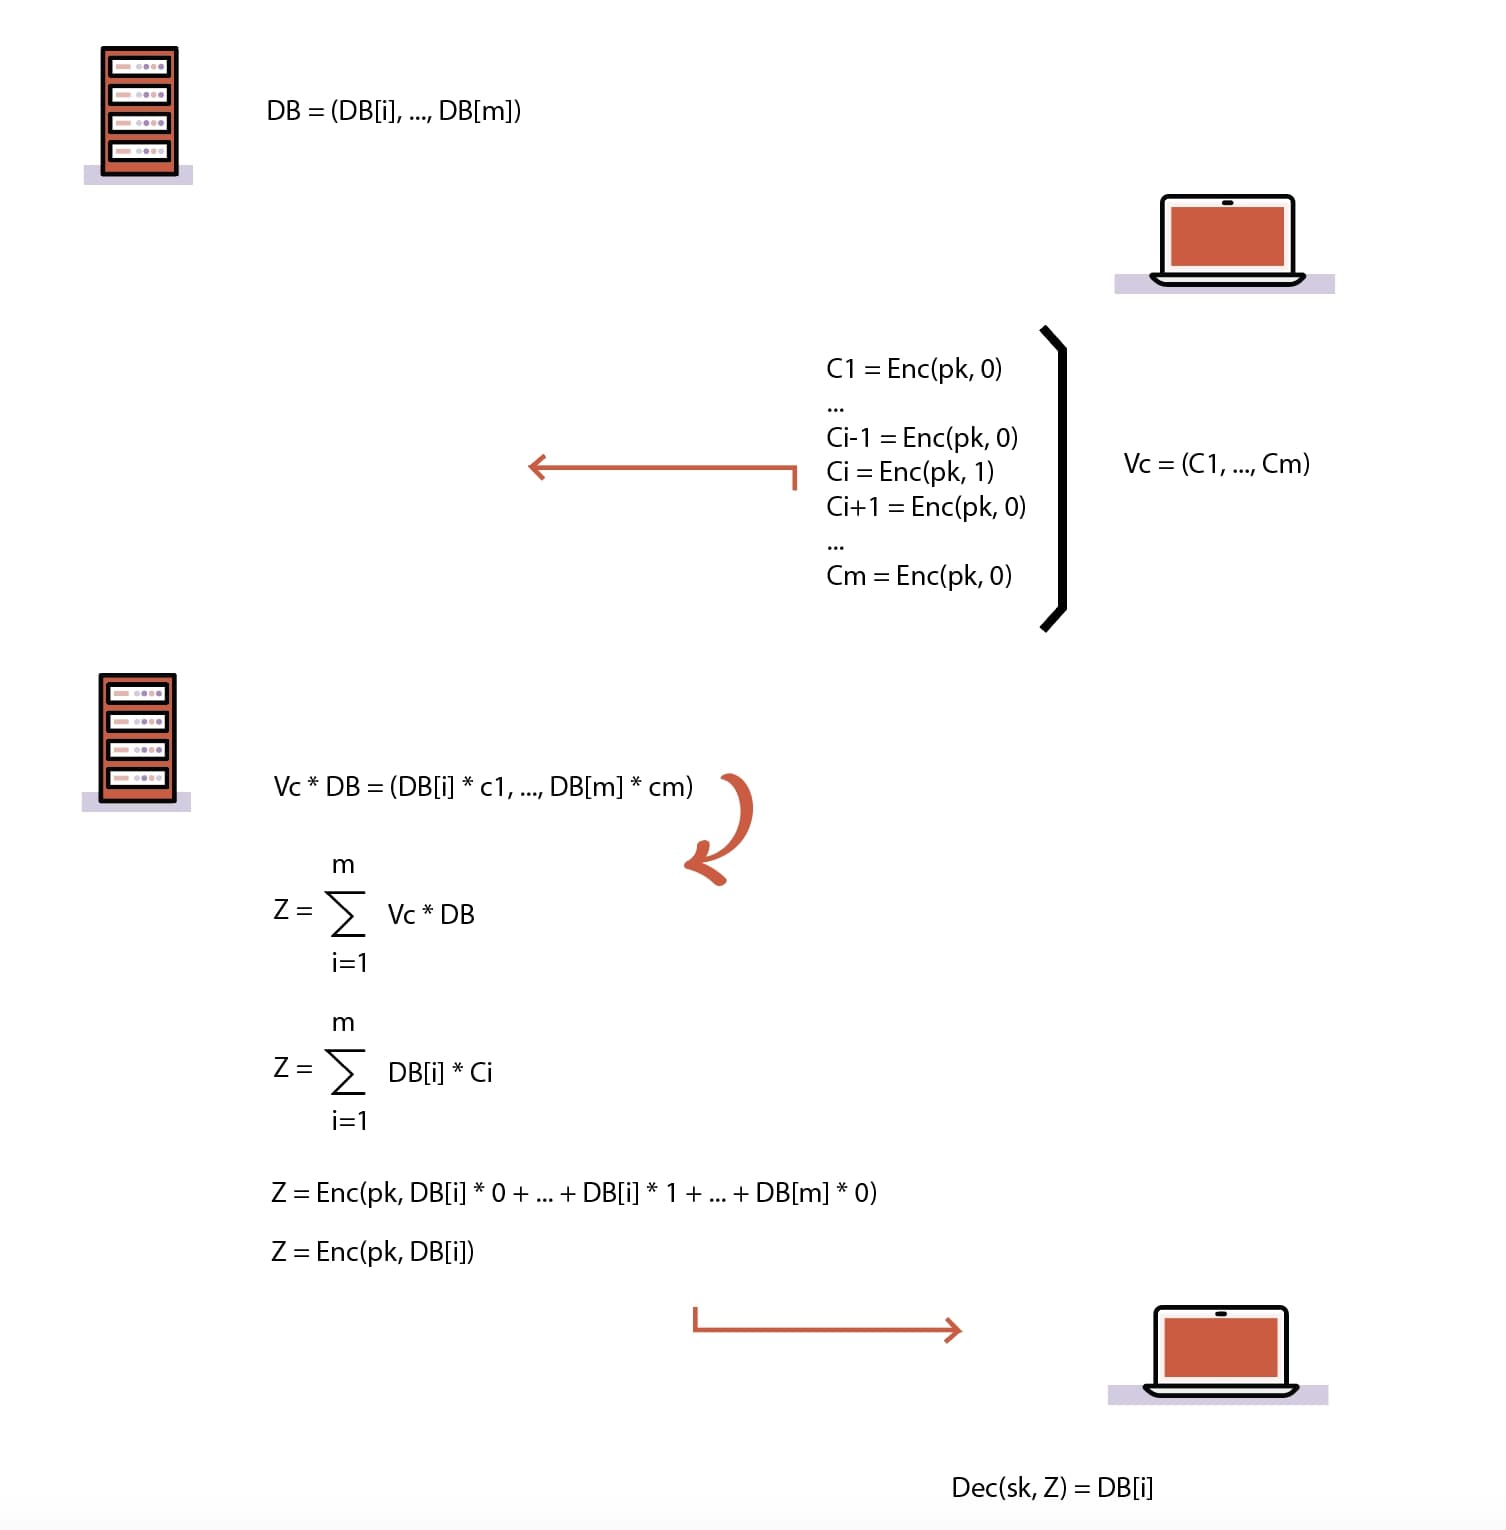 DB = (DB[i], ..., DB[m])
C1 = Enc(pk, 0)
...
Ci-1 = Enc(pk, 0)
Ci = Enc(pk, 1)
Ci+1 = Enc(pk, 0)
...
Cm = Enc(pk, 0)
Vc = (C1, ..., Cm)
Vc * DB = (DB[i] * c1, ..., DB[m] * cm)
m
Z = ∑ Vc * DB
i=1
m
Z = ∑ DB[i] * Ci
i=1
Z = Enc(pk, DB[i] * 0 + ... + DB[i] * 1 + ... + DB[m] * 0)
Z = Enc(pk, DB[i])
Dec(sk, Z) = DB[i]